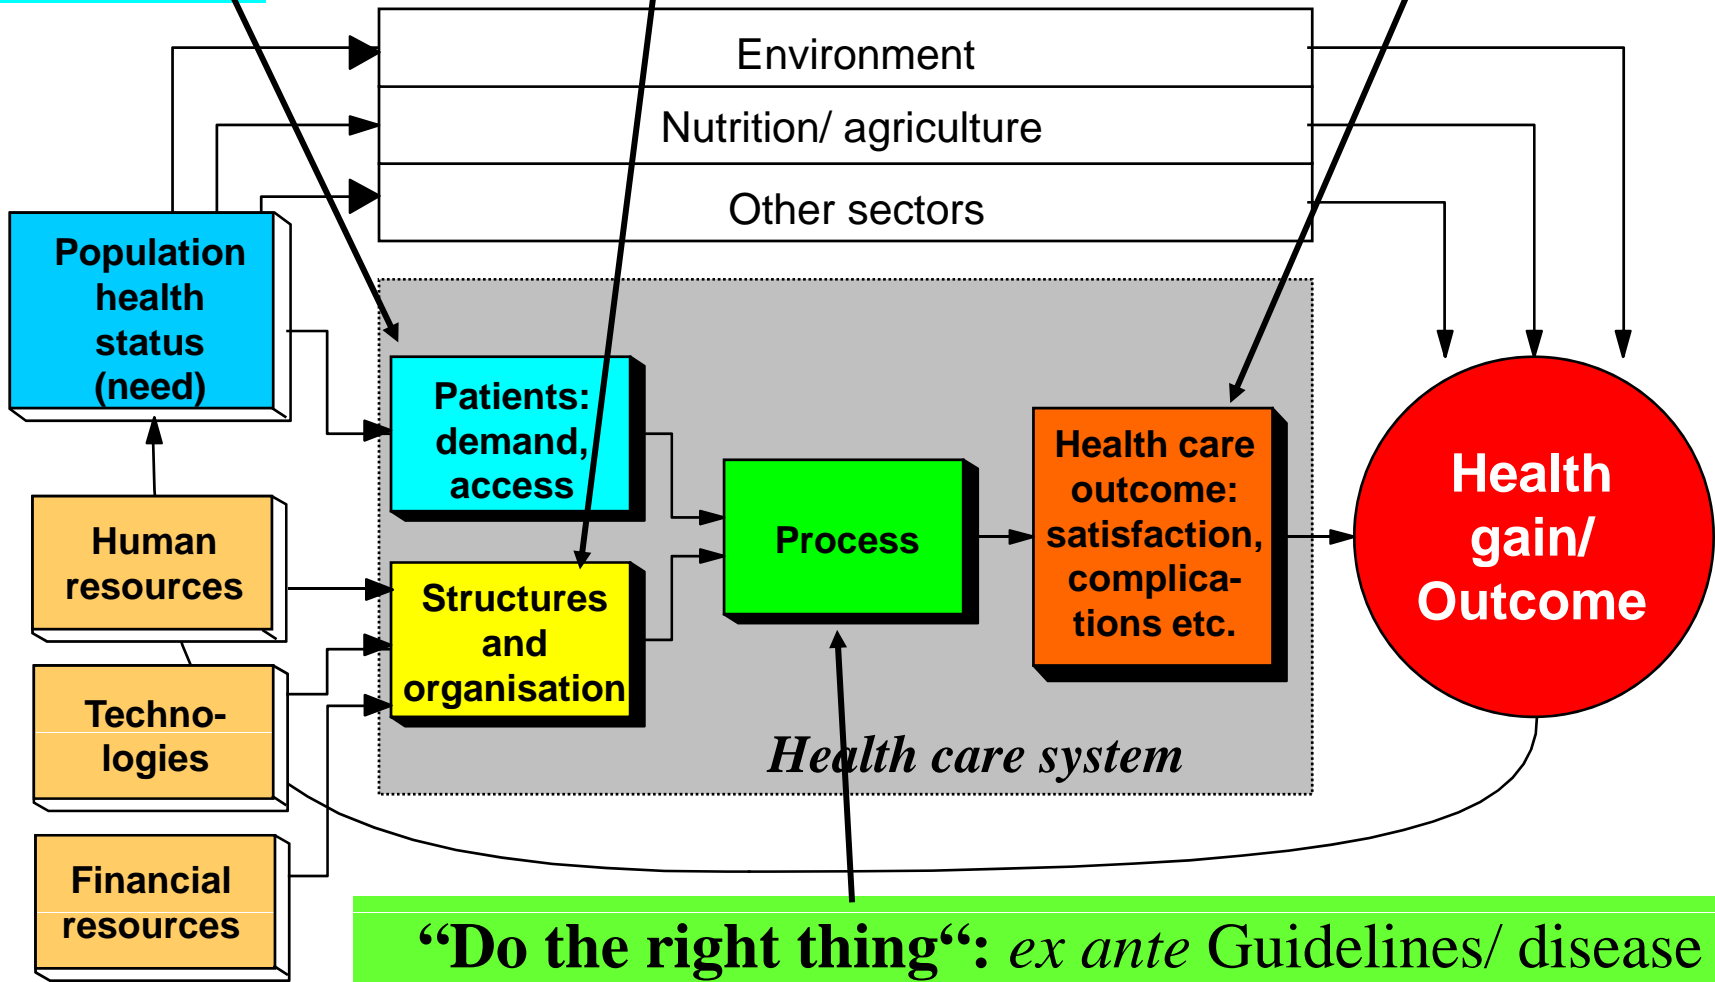 Environment
Nutrition/ agriculture
Other sectors
Population
health
status
(need)
Patients:
demand,
access
Human
resources
Structures
and
organisation
Process
Health care
outcome:
satisfaction,
complica-
tions etc.
Health
gain/
Outcome
Techno-
logies
Health care system
Financial
resources
“Do the right thing“: ex ante Guidelines/ disease